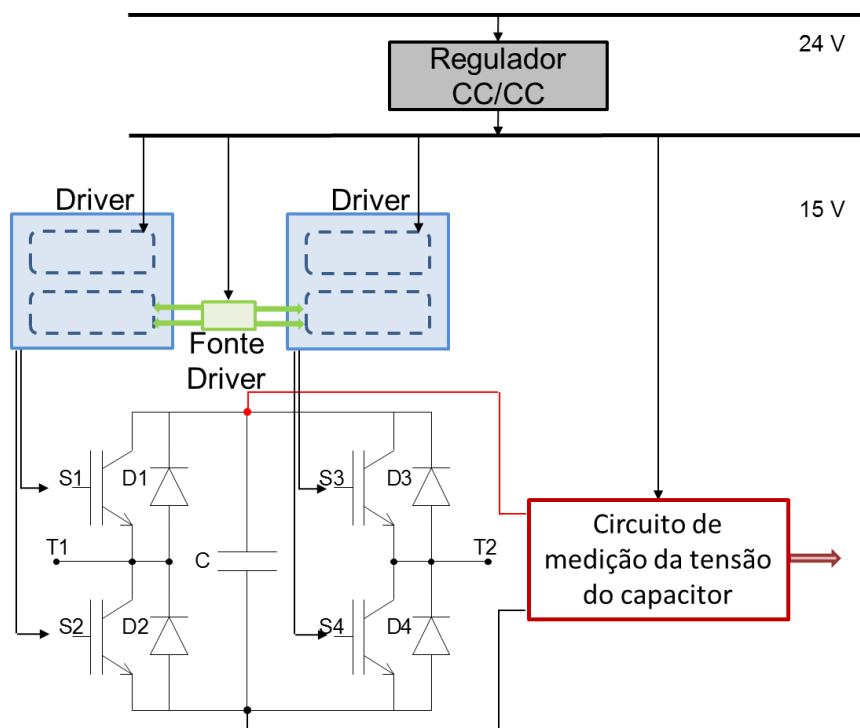 24 V
Regulador
CC/CC
15 V
Driver
Driver
Fonte
Driver
S1
D1
S3
D3
T1
C
T2
S2
D2
S4
D4
Circuito de
medição da tensão
do capacitor